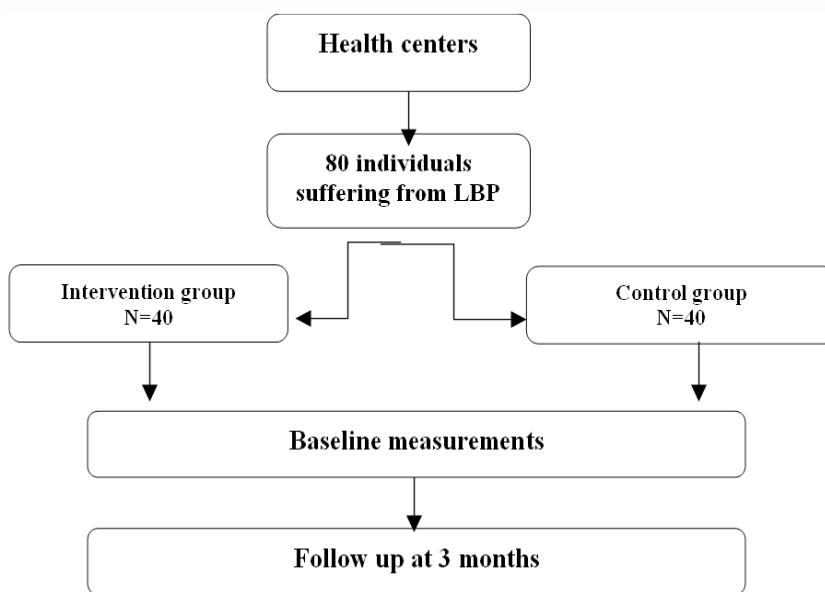 Health centers
80 individuals
suffering from LBP
Intervention group
N=40
Control group
N=40
Baseline measurements
Follow up at 3 months